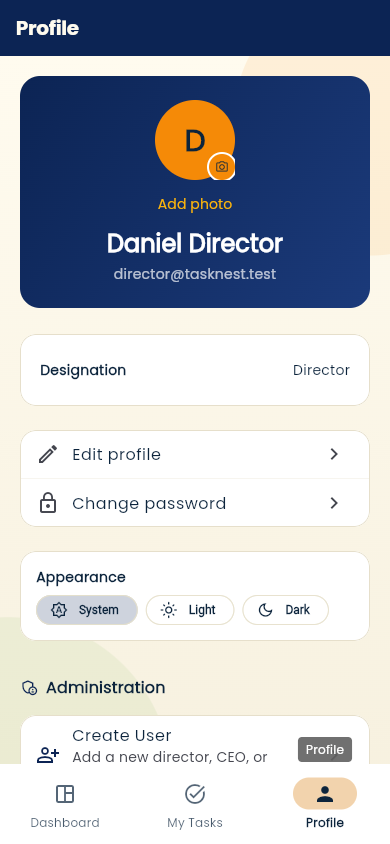 Profile
D
Add photo
Daniel Director
director@tasknest.test
Designation Director
Edit profile
Change password
Appearance
System Light Dark
Administration
Create User
Add a new director, CEO, or
Profile
Dashboard My Tasks Profile